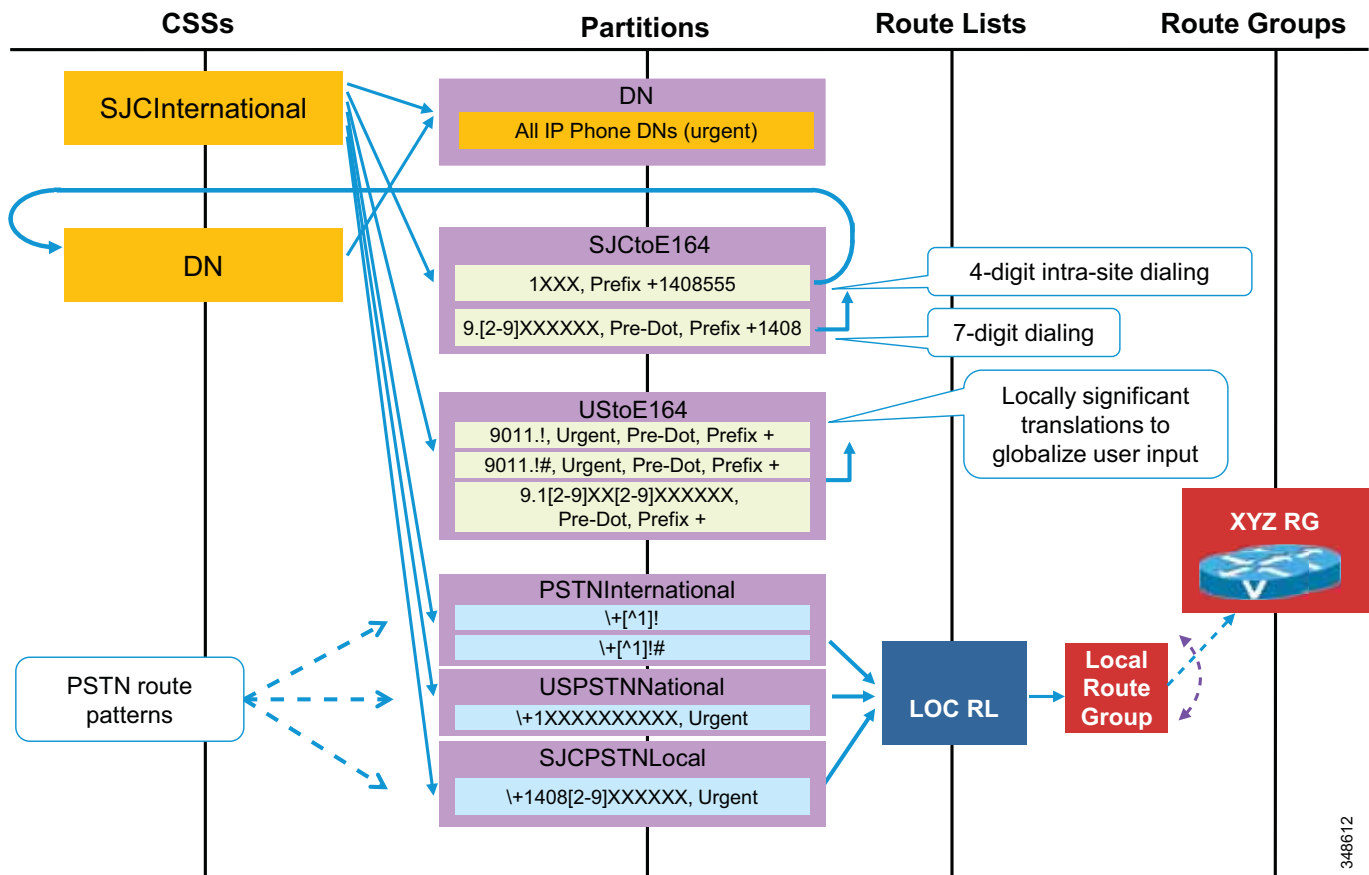 CSSs
Partitions
Route Lists
Route Groups
SJCInternational
DN
DN
All IP Phone DNs (urgent)
SJCtoE164
1XXX, Prefix +1408555
9.[2-9]XXXXXX, Pre-Dot, Prefix +1408
4-digit intra-site dialing
7-digit dialing
UStoE164
9011.!, Urgent, Pre-Dot, Prefix +
9011.!#, Urgent, Pre-Dot, Prefix +
9.1[2-9]XX[2-9]XXXXXX,
Pre-Dot, Prefix +
Locally significant
translations to
globalize user input
XYZ RG
V
PSTN route
patterns
PSTNInternational
\+[^1]!
\+[^1]!#
USPSTNNational
\+1XXXXXXXXXX, Urgent
SJCPSTNLocal
\+1408[2-9]XXXXXX, Urgent
LOC RL
Local
Route
Group
348612